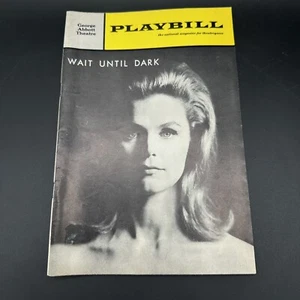 George
Abbott
Theatre
PLAYBILL
the national magazine for theatregoers
WAIT UNTIL DARK